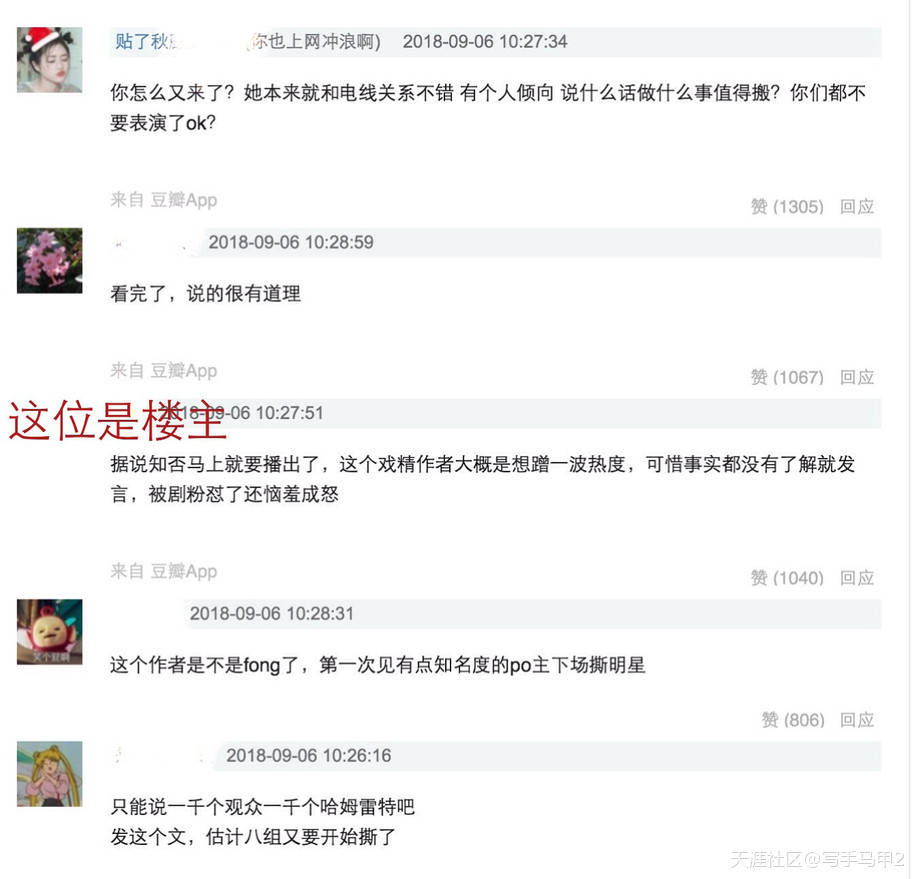 贴了秋
你也上网冲浪啊) 2018-09-06 10:27:34
你怎么又来了？她本来就和电线关系不错 有个人倾向 说什么话做什么事值得搬？你们都不
要表演了ok？
来自 豆瓣App
赞 (1305) 回应
2018-09-06 10:28:59
看完了，说的很有道理
来自 豆瓣App
赞 (1067) 回应
这位是楼主
2018-09-06 10:27:51
据说知否马上就要播出了，这个戏精作者大概是想蹭一波热度，可惜事实都没有了解就发
言，被剧粉怼了还恼羞成怒
来自 豆瓣App
赞 (1040) 回应
2018-09-06 10:28:31
这个作者是不是fong了，第一次见有点知名度的po主下场撕明星
赞 (806) 回应
2018-09-06 10:26:16
只能说一千个观众一千个哈姆雷特吧
发这个文，估计八组又要开始撕了
天涯社区@写手马甲2